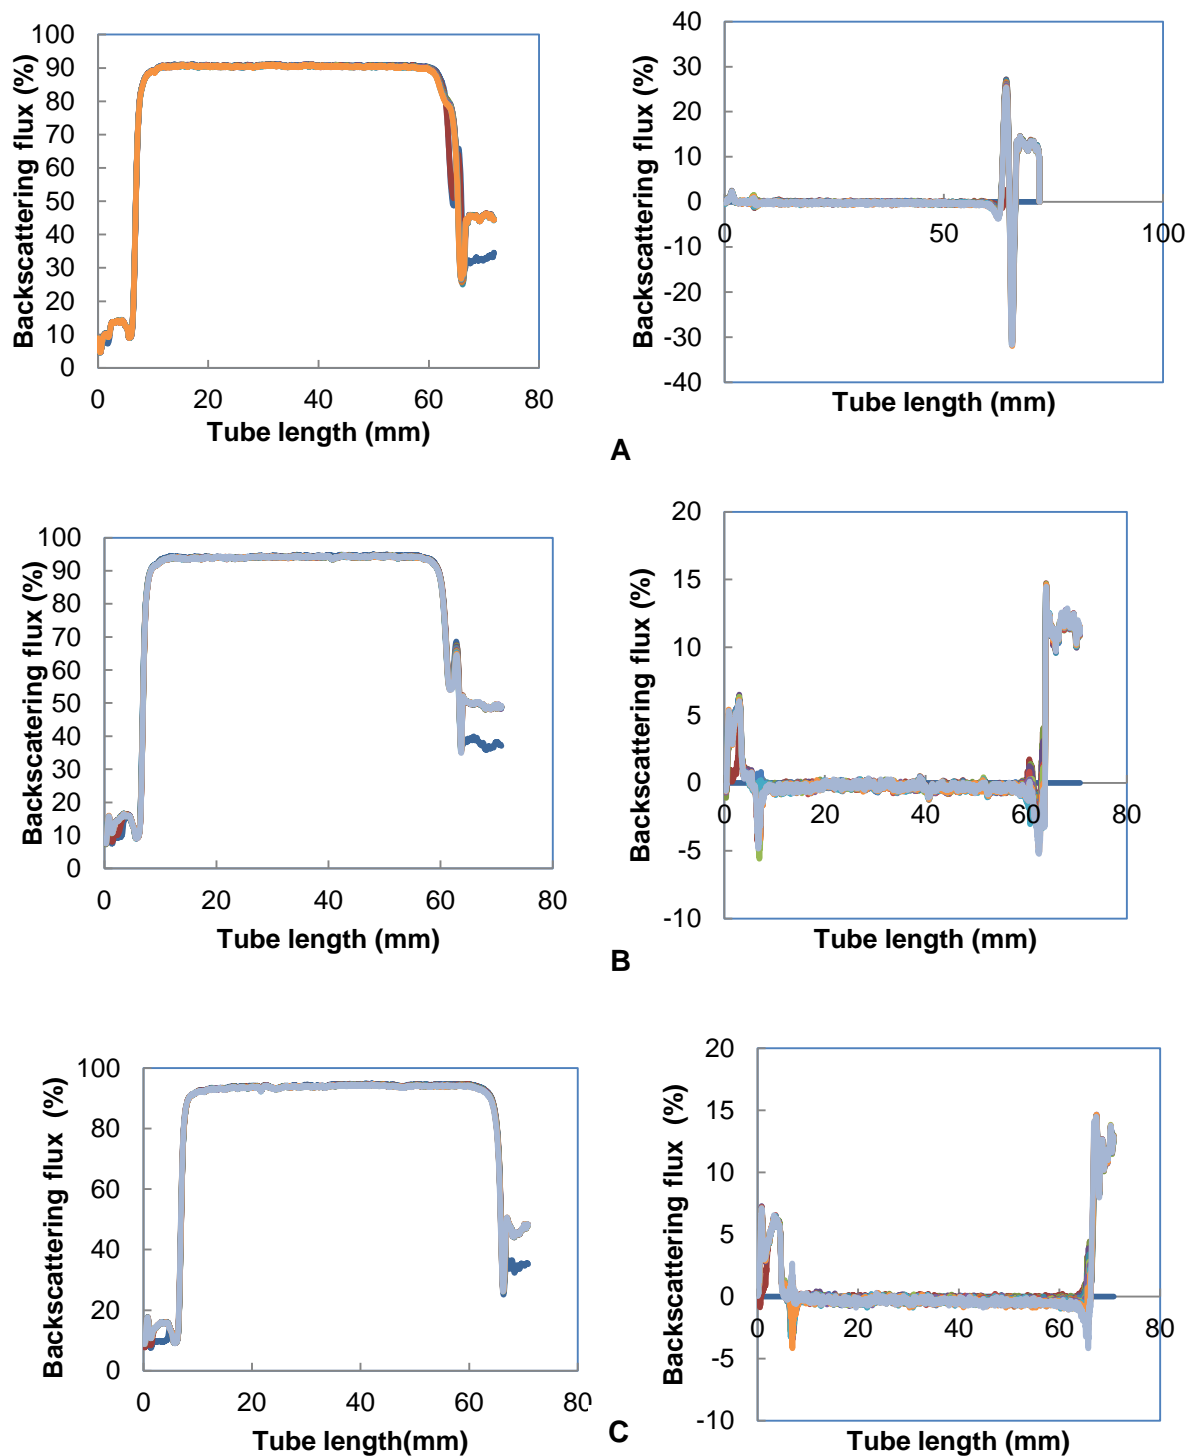 Backscattering flux (%)
100
90
80
70
60
50
40
30
20
10
0
0 20 40 60 80
Tube length (mm)
Backscattering flux (%)
40
30
20
10
0
-10
-20
-30
-40
0 50 100
Tube length (mm)
A
Backscatering flux (%)
100
90
80
70
60
50
40
30
20
10
0
0 20 40 60 80
Tube length (mm)
Backscattering flux (%)
20
15
10
5
0
-5
-10
0 20 40 60 80
Tube length (mm)
B
Backscattering flux (%)
100
80
60
40
20
0
0 20 40 60 80
Tube length(mm)
Backscattering flux (%)
20
15
10
5
0
-5
-10
0 20 40 60 80
Tube length (mm)
C